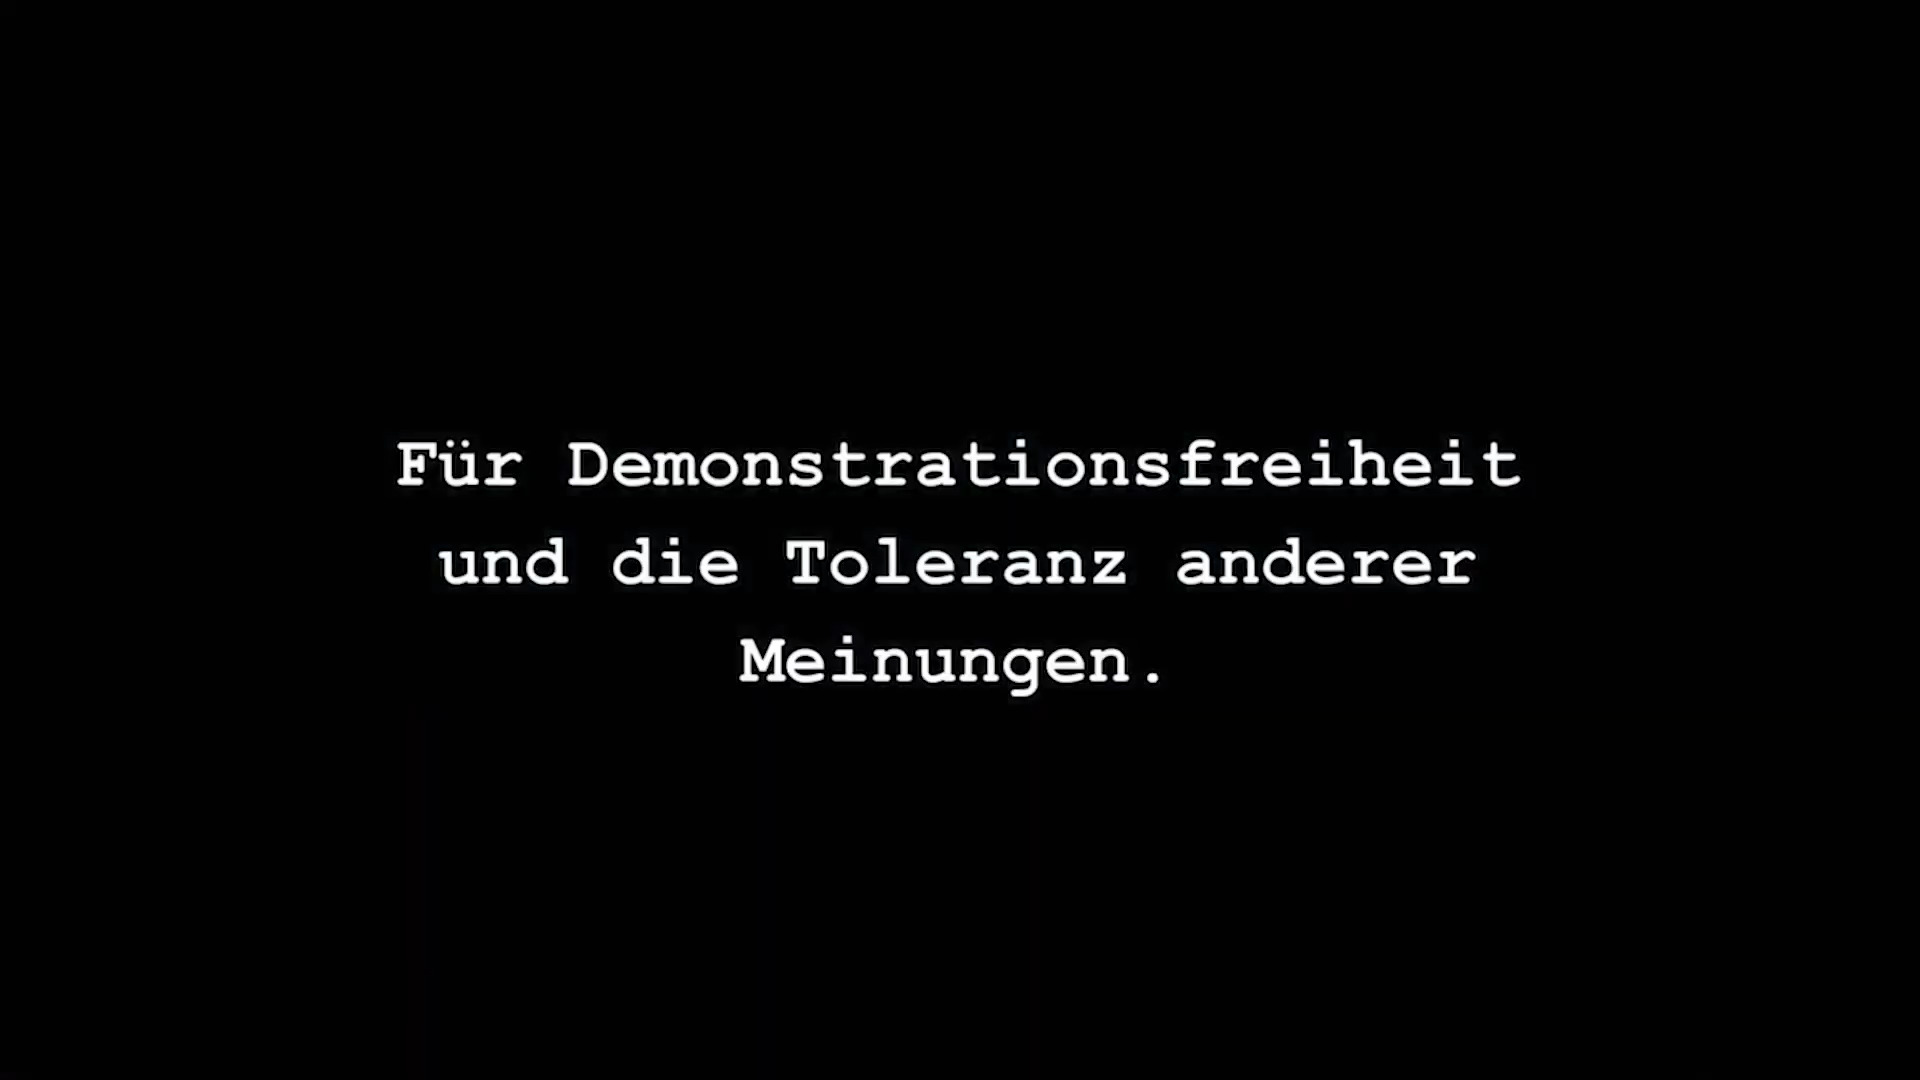 Für Demonstrationsfreiheit
und die Toleranz anderer
Meinungen.